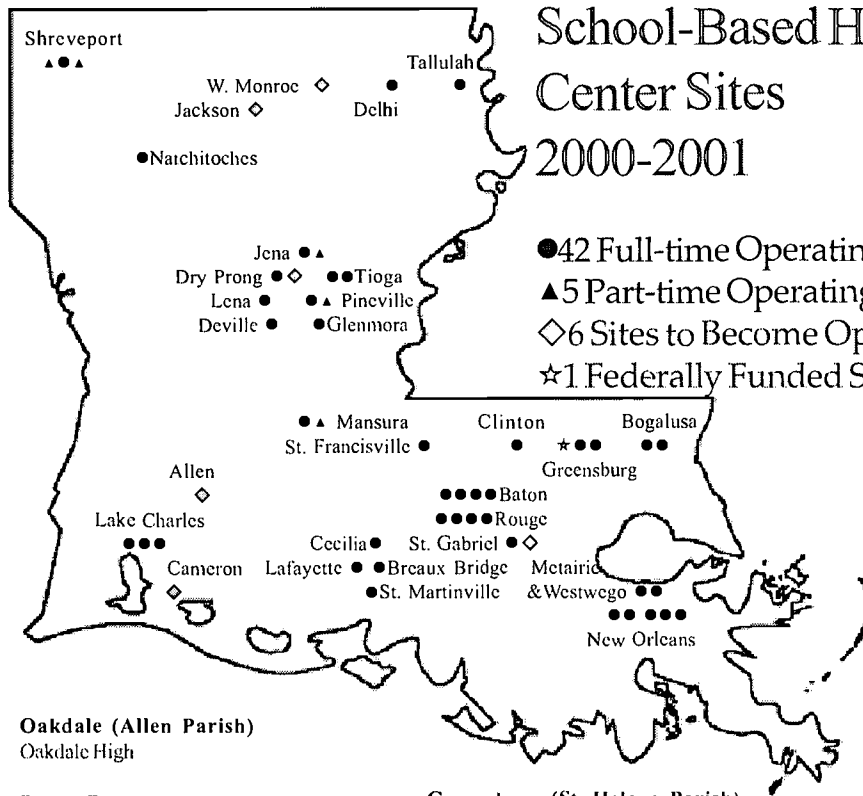 School-Based H
Center Sites
2000-2001
●42 Full-time Operatin
▲5 Part-time Operating
◇6 Sites to Become Op
☆1 Federally Funded S
Shreveport
Tallulah
W. Monroe
Delhi
Jackson
Natchitoches
Jena
Dry Prong
Tioga
Lena
Pineville
Deville
Glenmora
Mansura
Clinton
Bogalusa
St. Francisville
Greensburg
Allen
Baton
Lake Charles
Rouge
Cecilia
St. Gabriel
Cameron
Lafayette
Breaux Bridge
Metairie
St. Martinville
&Westwego
New Orleans
Oakdale (Allen Parish)
Oakdale High